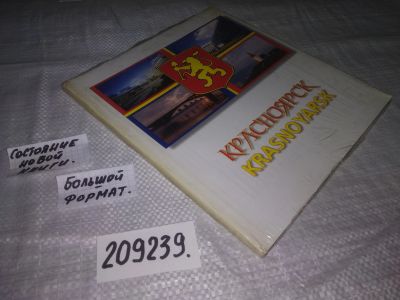 КРАСНОЯРСК
KRASNOYARSK
Состояние
новой
книги.
Большой
формат.
209239.